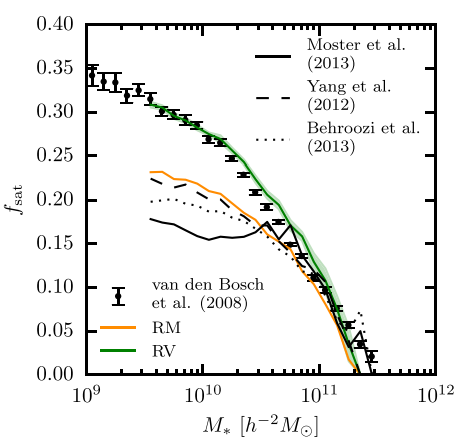 0.40
0.35
0.30
0.25
0.20
0.15
0.10
0.05
0.00
f_sat
Moster et al.
(2013)
Yang et al.
(2012)
Behroozi et al.
(2013)
van den Bosch
et al. (2008)
RM
RV
10^9
10^10
10^11
10^12
M_* [h^{-2}M_⊙]